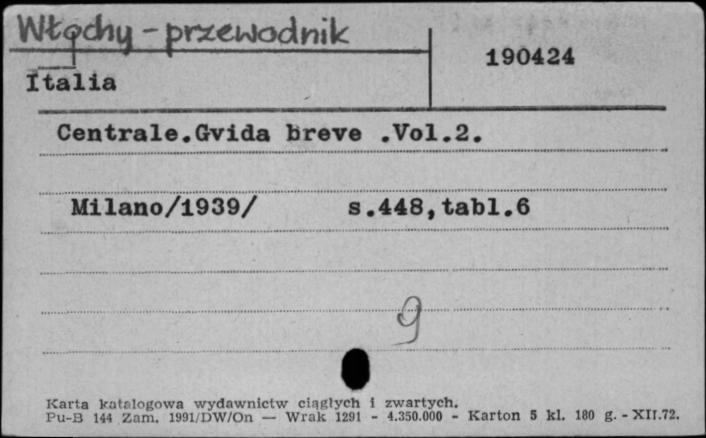 Włochy - przewodnik
190424
Italia
Centrale.Gvida breve .Vol.2.
Milano/1939/ s.448,tabl.6
9
Karta katalogowa wydawnictw ciągłych i zwartych.
Pu-B 144 Zam. 1991/DW/On — Wrak 1291 - 4.350.000 - Karton 5 kl. 180 g. - XII.72.